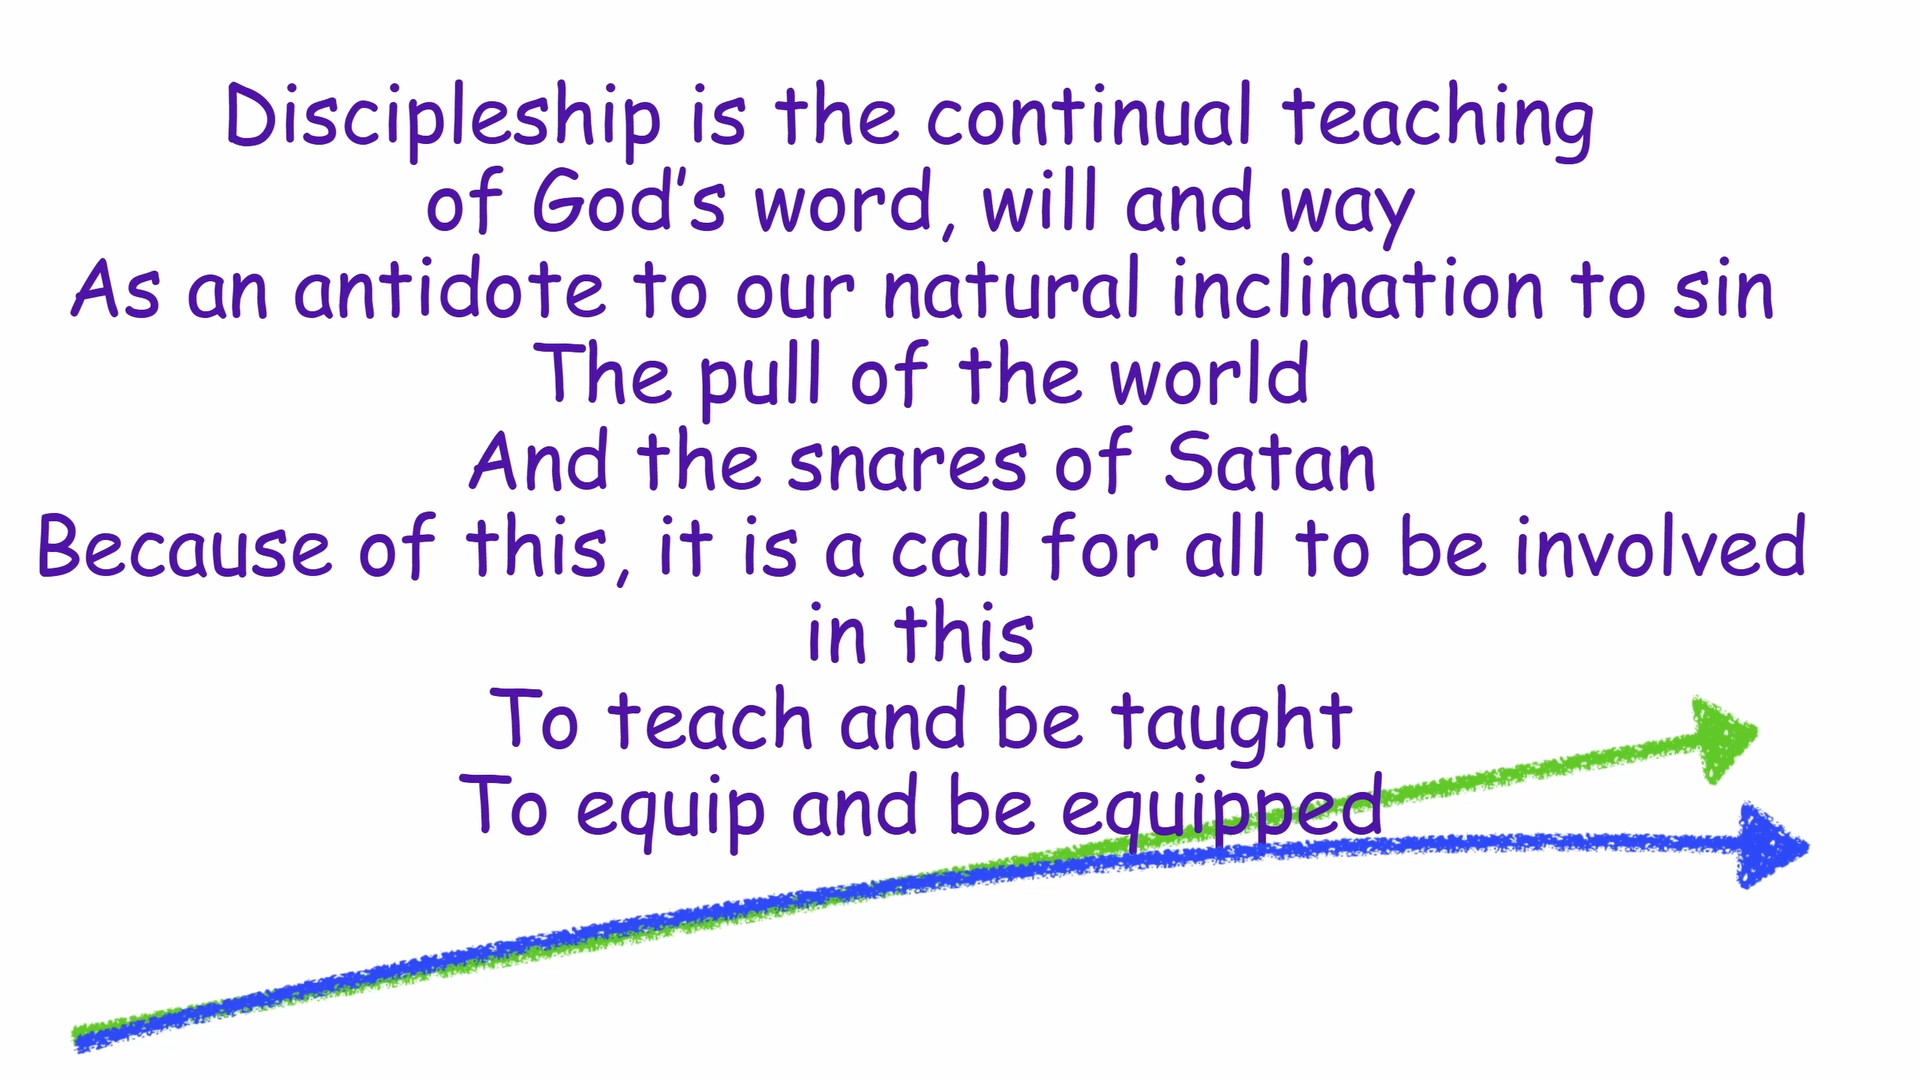 Discipleship is the continual teaching
of God's word, will and way
As an antidote to our natural inclination to sin
The pull of the world
And the snares of Satan
Because of this, it is a call for all to be involved
in this
To teach and be taught
To equip and be equipped